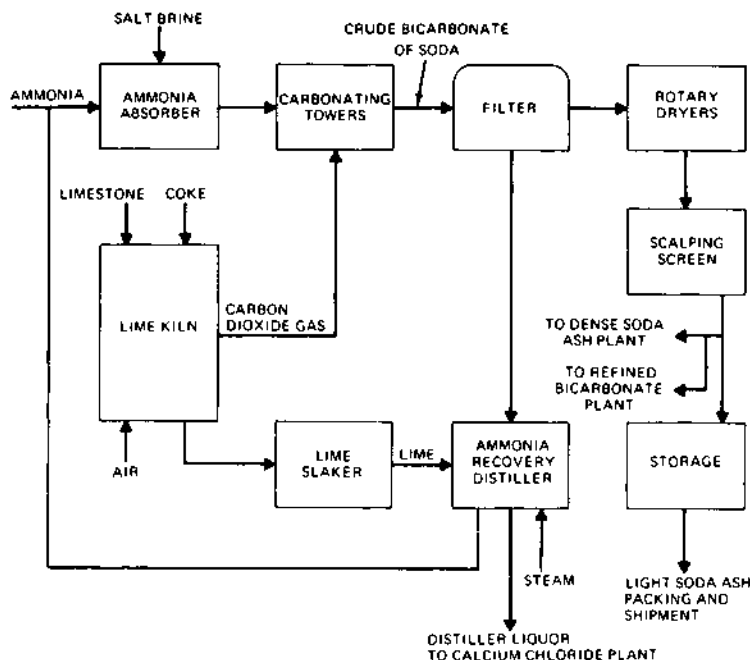 SALT BRINE
CRUDE BICARBONATE
OF SODA
AMMONIA
AMMONIA
ABSORBER
CARBONATING
TOWERS
FILTER
ROTARY
DRYERS
LIMESTONE
COKE
SCALPING
SCREEN
LIME KILN
CARBON
DIOXIDE GAS
TO DENSE SODA
ASH PLANT
TO REFINED
BICARBONATE
PLANT
AIR
LIME
SLAKER
LIME
AMMONIA
RECOVERY
DISTILLER
STORAGE
STEAM
LIGHT SODA ASH
PACKING AND
SHIPMENT
DISTILLER LIQUOR
TO CALCIUM CHLORIDE PLANT